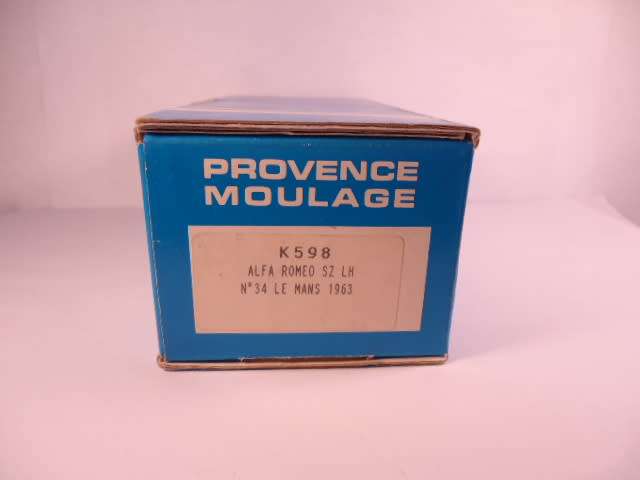 PROVENCE
MOULAGE
K598
ALFA ROMEO SZ LH
N°34 LE MANS 1963